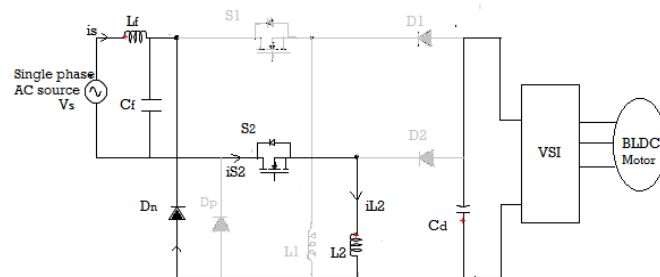 S1
D1
Lf
is
Single phase
AC source
Vs
Cf
S2
D2
VSI
BLDC
Motor
iS2
iL2
Dn
Dp
L1
L2
Cd